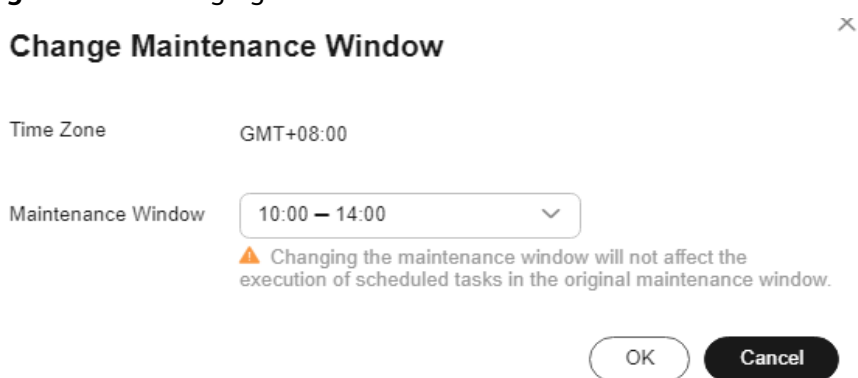 Change Maintenance Window
Time Zone
GMT+08:00
Maintenance Window
10:00 — 14:00
Changing the maintenance window will not affect the
execution of scheduled tasks in the original maintenance window.
OK
Cancel